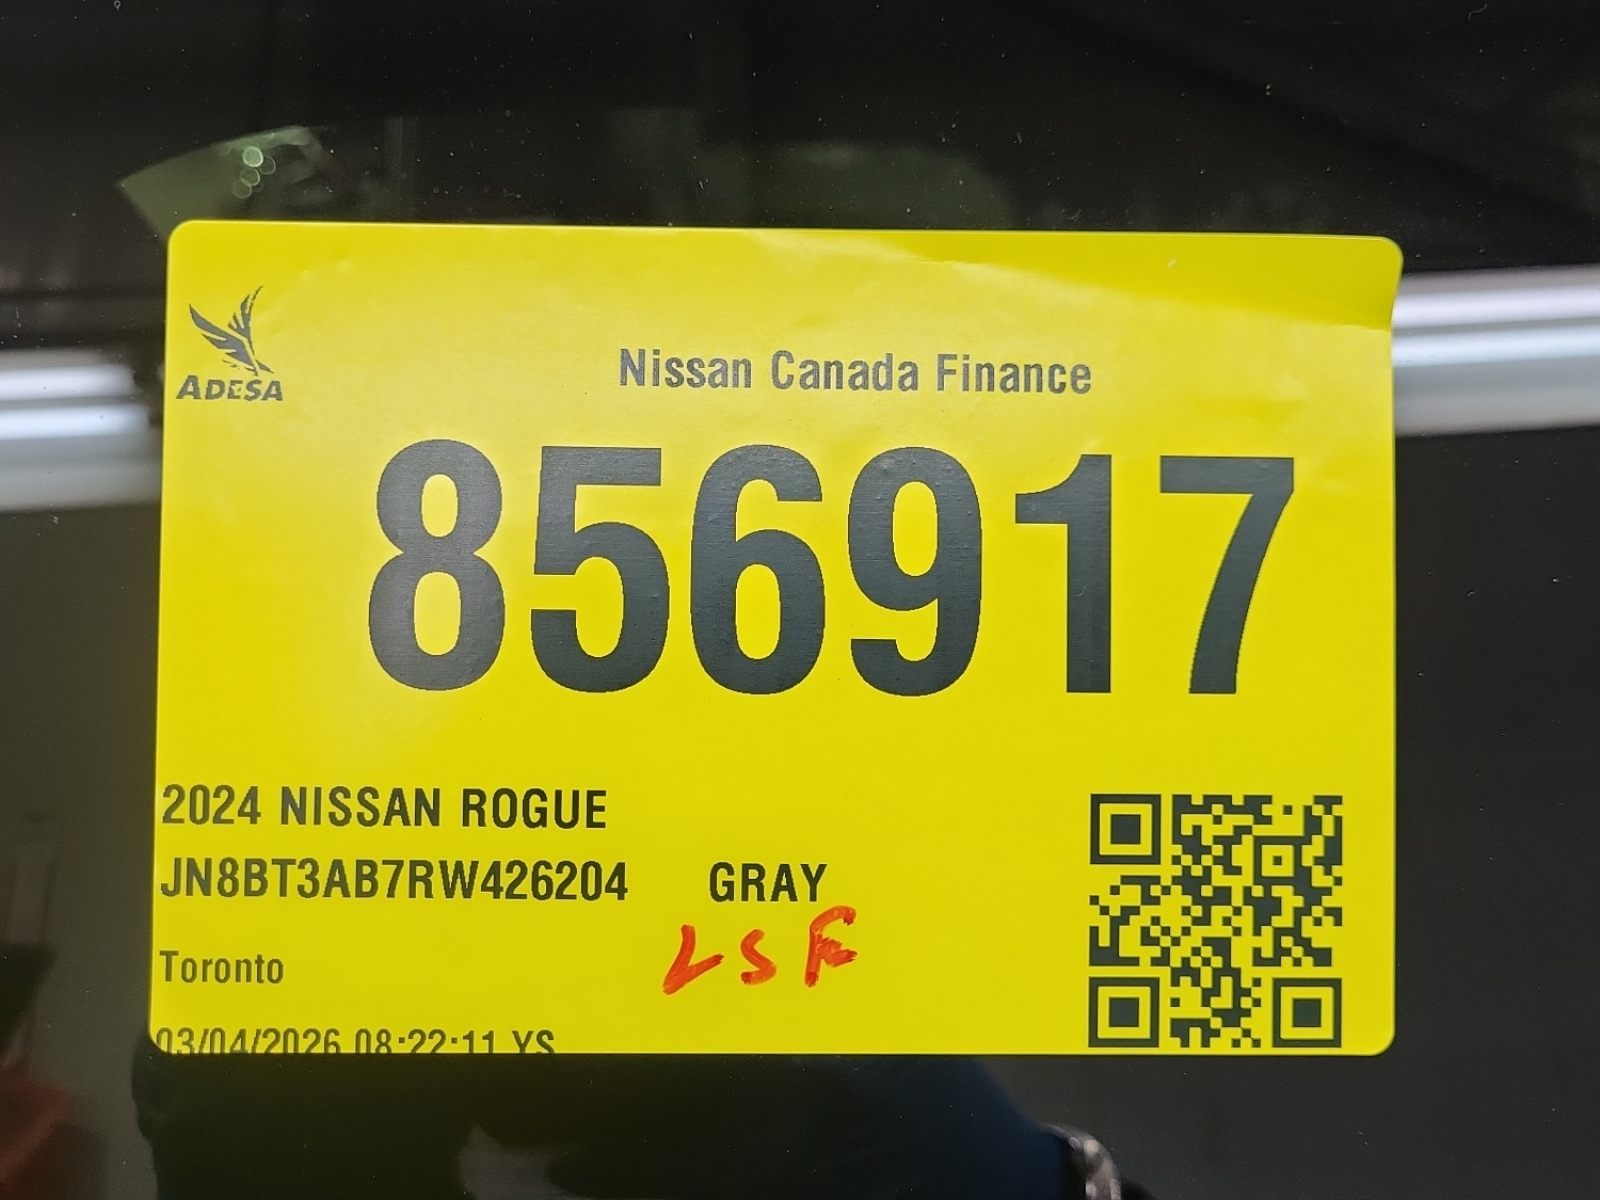 ADESA
Nissan Canada Finance
856917
2024 NISSAN ROGUE
JN8BT3AB7RW426204 GRAY
LSF
Toronto
03/04/2026 08:22:11 YS